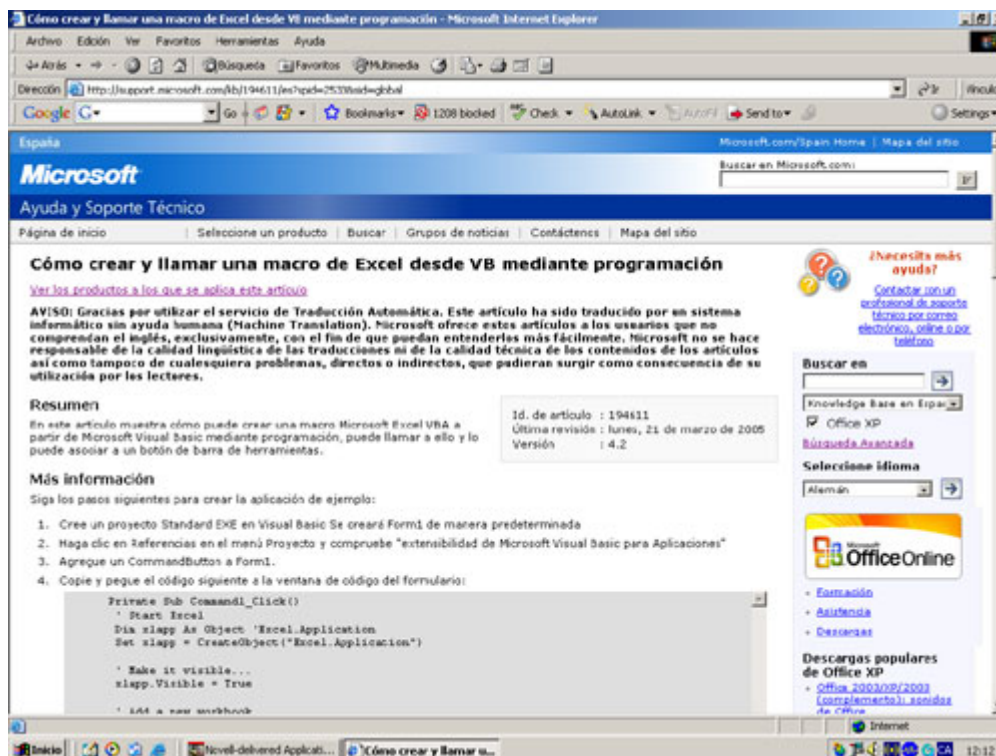 Cómo crear y llamar una macro de Excel desde VB mediante programación - Microsoft Internet Explorer
Archivo Edición Ver Favoritos Herramientas Ayuda
Atrás Búsqueda Favoritos Multimedia
Dirección http://support.microsoft.com/kb/194611/es?spid=2533&sid=global Ir Vínculos
Google G Go Bookmarks 1208 blocked Check AutoLink AutoFill Send to Settings
España Microsoft.com/Spain Home | Mapa del sitio
Microsoft Buscar en Microsoft.com: Ir
Ayuda y Soporte Técnico
Página de inicio | Seleccione un producto | Buscar | Grupos de noticias | Contáctenos | Mapa del sitio
Cómo crear y llamar una macro de Excel desde VB mediante programación
Ver los productos a los que se aplica este artículo
AVISO: Gracias por utilizar el servicio de Traducción Automática. Este artículo ha sido traducido por un sistema
informático sin ayuda humana (Machine Translation). Microsoft ofrece estos artículos a los usuarios que no
comprendan el inglés, exclusivamente, con el fin de que puedan entenderlos más fácilmente. Microsoft no se hace
responsable de la calidad lingüística de las traducciones ni de la calidad técnica de los contenidos de los artículos
así como tampoco de cualesquiera problemas, directos o indirectos, que pudieran surgir como consecuencia de su
utilización por los lectores.
Resumen
En este artículo muestra cómo puede crear una macro Microsoft Excel VBA a
partir de Microsoft Visual Basic mediante programación, puede llamar a ello y lo
puede asociar a un botón de barra de herramientas.
Id. de artículo : 194611
Última revisión : lunes, 21 de marzo de 2005
Versión : 4.2
Más información
Siga los pasos siguientes para crear la aplicación de ejemplo:
1. Cree un proyecto Standard EXE en Visual Basic Se creará Form1 de manera predeterminada
2. Haga clic en Referencias en el menú Proyecto y compruebe "extensibilidad de Microsoft Visual Basic para Aplicaciones"
3. Agregue un CommandButton a Form1.
4. Copie y pegue el código siguiente a la ventana de código del formulario:
Private Sub Command1_Click()
' Start Excel
Dim xlapp As Object 'Excel.Application
Set xlapp = CreateObject("Excel.Application")
' Make it visible...
xlapp.Visible = True
' Add a new workbook
¿Necesita más
ayuda?
Contactar con un
profesional de soporte
técnico por correo
electrónico, online o por
teléfono
Buscar en
Knowledge Base en Españ
Office XP
Búsqueda Avanzada
Seleccione idioma
Alemán
Microsoft
Office Online
Formación
Asistencia
Descargas
Descargas populares
de Office XP
Office 2003/XP/2003
(complemento): sonidos
de Office
Internet
Inicio Novell-delivered Applicati... Cómo crear y llamar u... 12:12